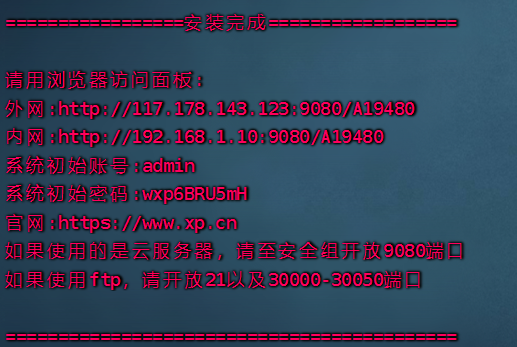 =================安装完成==================
请用浏览器访问面板:
外网:http://117.178.143.123:9080/A19480
内网:http://192.168.1.10:9080/A19480
系统初始账号:admin
系统初始密码:wxp6BRU5mH
官网:https://www.xp.cn
如果使用的是云服务器，请至安全组开放9080端口
如果使用ftp，请开放21以及30000-30050端口
===========================================